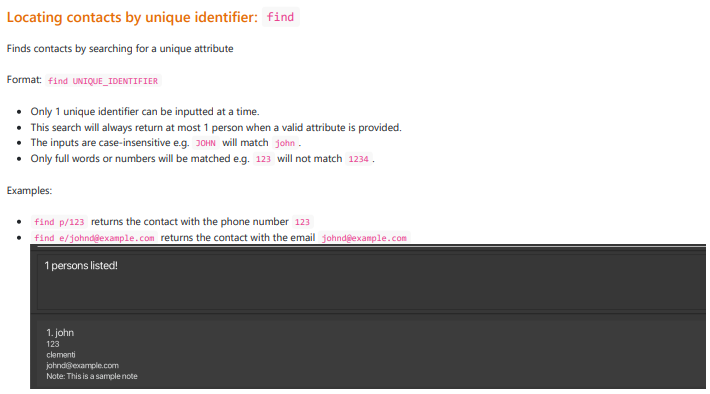 Locating contacts by unique identifier: find
Finds contacts by searching for a unique attribute
Format: find UNIQUE_IDENTIFIER
• Only 1 unique identifier can be inputted at a time.
• This search will always return at most 1 person when a valid attribute is provided.
• The inputs are case-insensitive e.g. JOHN will match john .
• Only full words or numbers will be matched e.g. 123 will not match 1234 .
Examples:
• find p/123 returns the contact with the phone number 123
• find e/johnd@example.com returns the contact with the email johnd@example.com
1 persons listed!
1. john
123
clementi
johnd@example.com
Note: This is a sample note